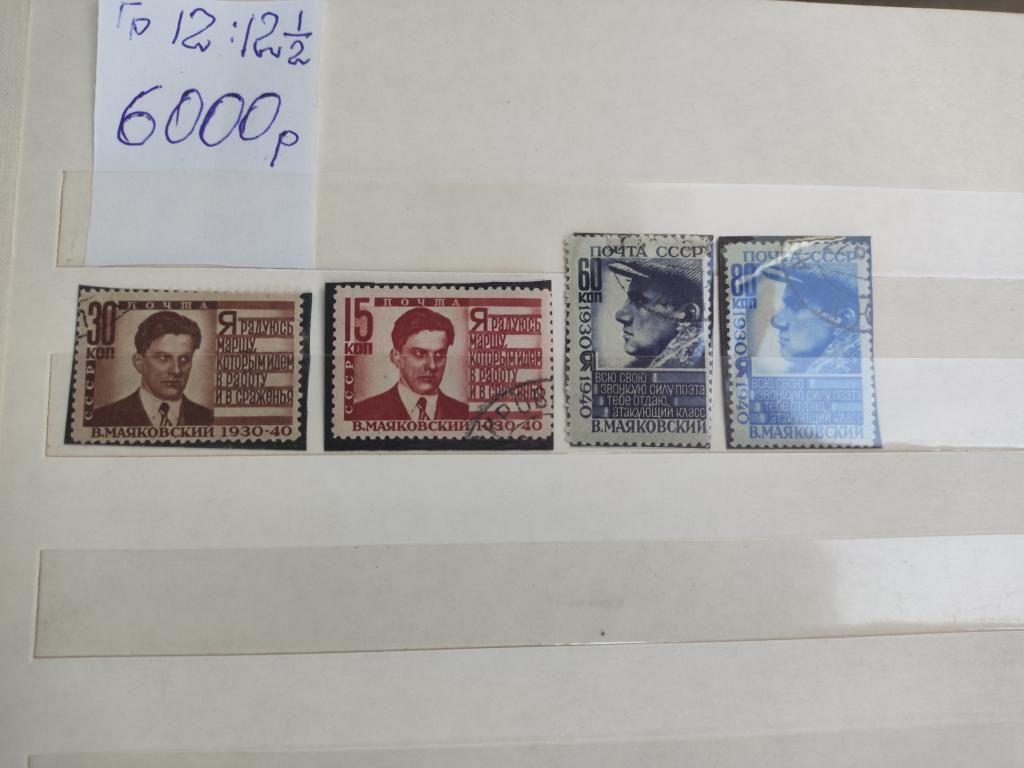 Гр 12:12½
6000р
30
КОП
СССР
ПОЧТА
Я РАДУЮСЬ
МАРШУ,
КОТОРЫМ ИДЕМ
В РАБОТУ
И В СРАЖЕНЬЯ
В. МАЯКОВСКИЙ 1930-40
15
КОП
СССР
ПОЧТА
Я РАДУЮСЬ
МАРШУ,
КОТОРЫМ ИДЕМ
В РАБОТУ
И В СРАЖЕНЬЯ
В. МАЯКОВСКИЙ 1930-40
ПОЧТА СССР
60
КОП
1930 1940
ВСЮ СВОЮ
ЗВОНКУЮ СИЛУ ПОЭТА
ТЕБЕ ОТДАЮ,
АТАКУЮЩИЙ КЛАСС
В. МАЯКОВСКИЙ
ПОЧТА СССР
80
КОП
1930 1940
ВСЮ СВОЮ
ЗВОНКУЮ СИЛУ ПОЭТА
ТЕБЕ ОТДАЮ,
АТАКУЮЩИЙ КЛАСС
В. МАЯКОВСКИЙ